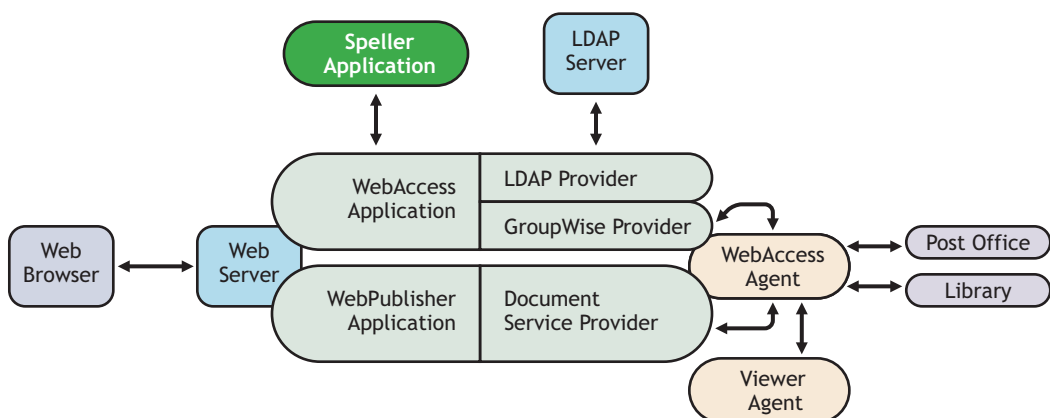 Speller
Application
LDAP
Server
WebAccess
Application
LDAP Provider
GroupWise Provider
Web
Browser
Web
Server
WebAccess
Agent
Post Office
Library
WebPublisher
Application
Document
Service Provider
Viewer
Agent